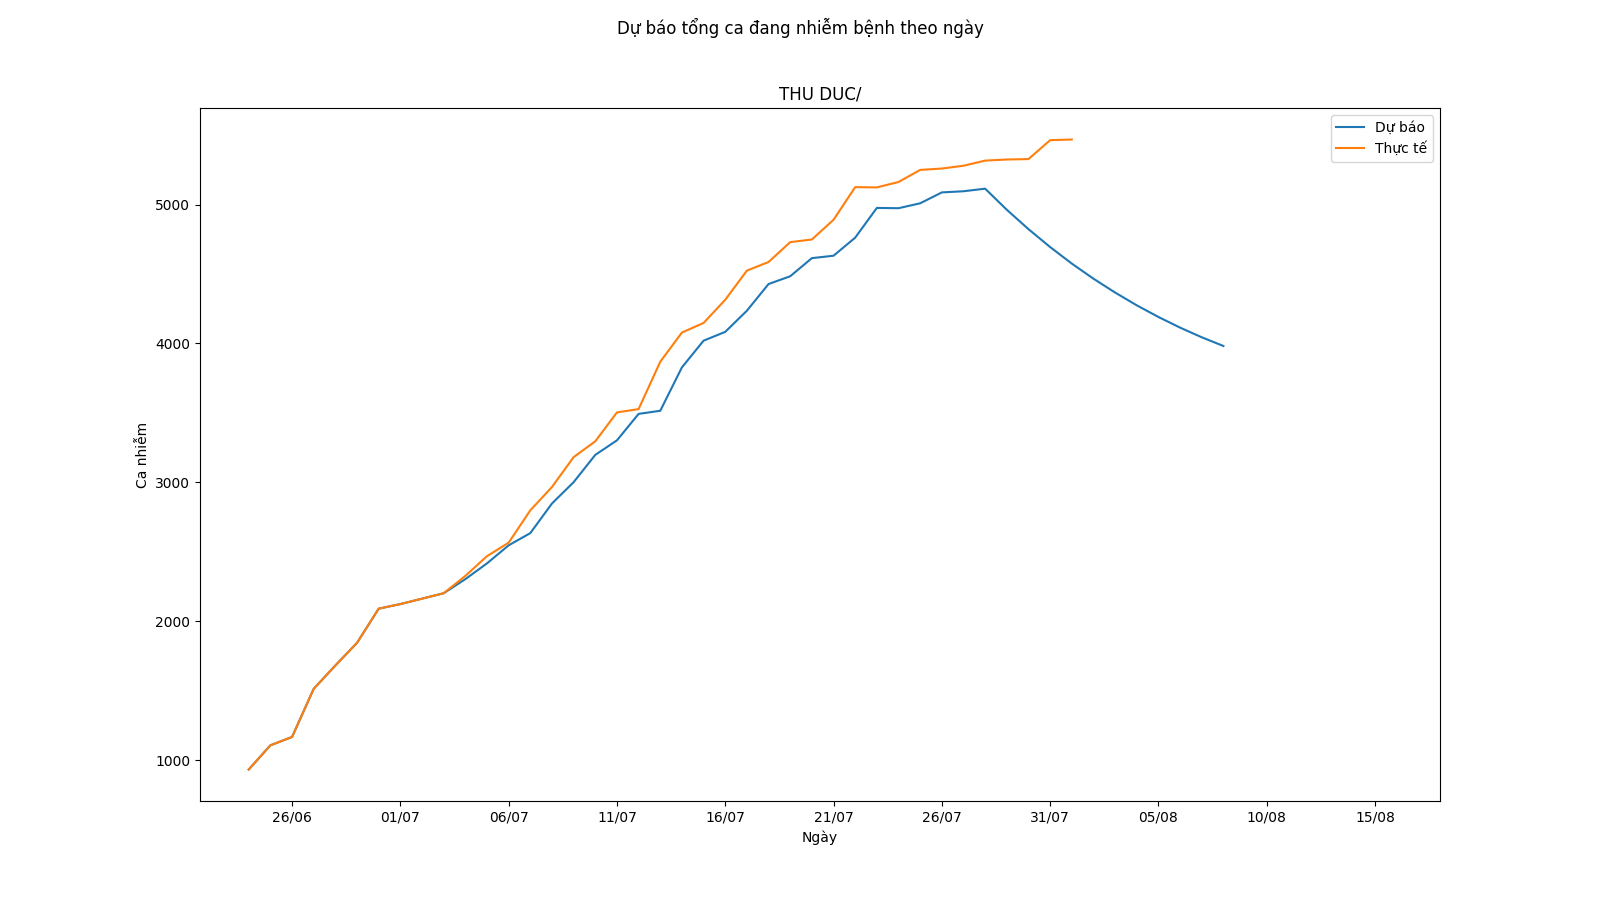 Dự báo tổng ca đang nhiễm bệnh theo ngày
THU DUC/
Dự báo
Thực tế
5000
4000
3000
2000
1000
Ca nhiễm
26/06 01/07 06/07 11/07 16/07 21/07 26/07 31/07 05/08 10/08 15/08
Ngày